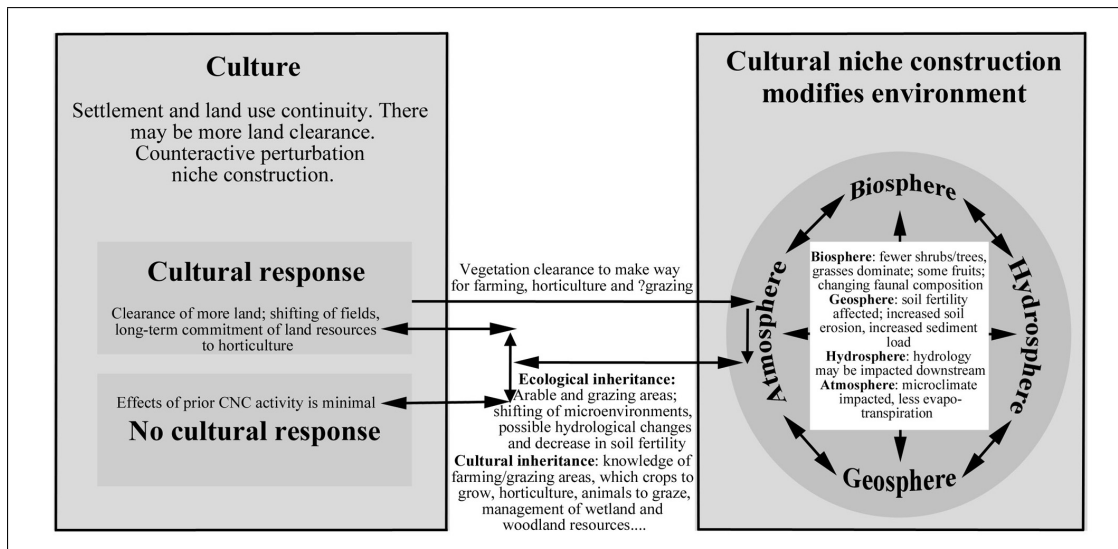 Culture
Settlement and land use continuity. There
may be more land clearance.
Counteractive perturbation
niche construction.
Cultural response
Clearance of more land; shifting of fields,
long-term commitment of land resources
to horticulture
Effects of prior CNC activity is minimal
No cultural response
Vegetation clearance to make way
for farming, horticulture and ?grazing
Ecological inheritance:
Arable and grazing areas;
shifting of microenvironments,
possible hydrological changes
and decrease in soil fertility
Cultural inheritance: knowledge of
farming/grazing areas, which crops to
grow, horticulture, animals to graze,
management of wetland and
woodland resources....
Cultural niche construction
modifies environment
Biosphere
Atmosphere
Hydrosphere
Biosphere: fewer shrubs/trees,
grasses dominate; some fruits;
changing faunal composition
Geosphere: soil fertility
affected; increased soil
erosion, increased sediment
load
Hydrosphere: hydrology
may be impacted downstream
Atmosphere: microclimate
impacted, less evapo-
transpiration
Geosphere